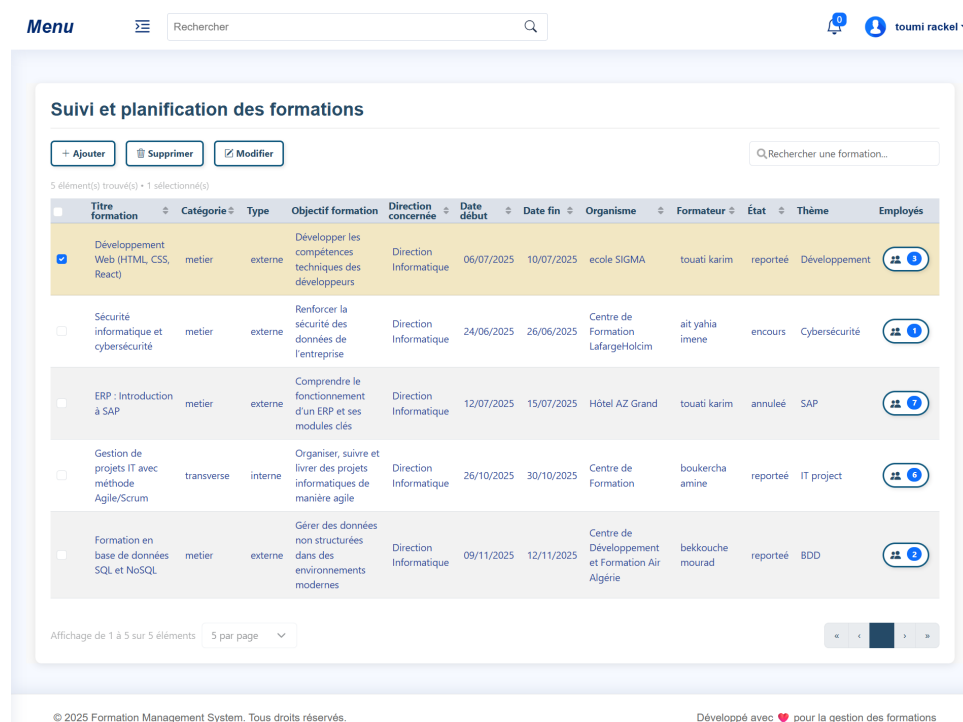 Menu
Rechercher
0
toumi rackel
Suivi et planification des formations
+ Ajouter
Supprimer
Modifier
Rechercher une formation...
5 élément(s) trouvé(s) • 1 sélectionné(s)
Titre formation Catégorie Type Objectif formation Direction concernée Date début Date fin Organisme Formateur État Thème Employés
Développement Web (HTML, CSS, React) metier externe Développer les compétences techniques des développeurs Direction Informatique 06/07/2025 10/07/2025 ecole SIGMA touati karim reporteé Développement 3
Sécurité informatique et cybersécurité metier externe Renforcer la sécurité des données de l'entreprise Direction Informatique 24/06/2025 26/06/2025 Centre de Formation LafargeHolcim ait yahia imene encours Cybersécurité 1
ERP : Introduction à SAP metier externe Comprendre le fonctionnement d'un ERP et ses modules clés Direction Informatique 12/07/2025 15/07/2025 Hôtel AZ Grand touati karim annuleé SAP 7
Gestion de projets IT avec méthode Agile/Scrum transverse interne Organiser, suivre et livrer des projets informatiques de manière agile Direction Informatique 26/10/2025 30/10/2025 Centre de Formation boukercha amine reporteé IT project 6
Formation en base de données SQL et NoSQL metier externe Gérer des données non structurées dans des environnements modernes Direction Informatique 09/11/2025 12/11/2025 Centre de Développement et Formation Air Algérie bekkouche mourad reporteé BDD 2
Affichage de 1 à 5 sur 5 éléments
5 par page
« ‹ › »
© 2025 Formation Management System. Tous droits réservés.
Développé avec ❤ pour la gestion des formations